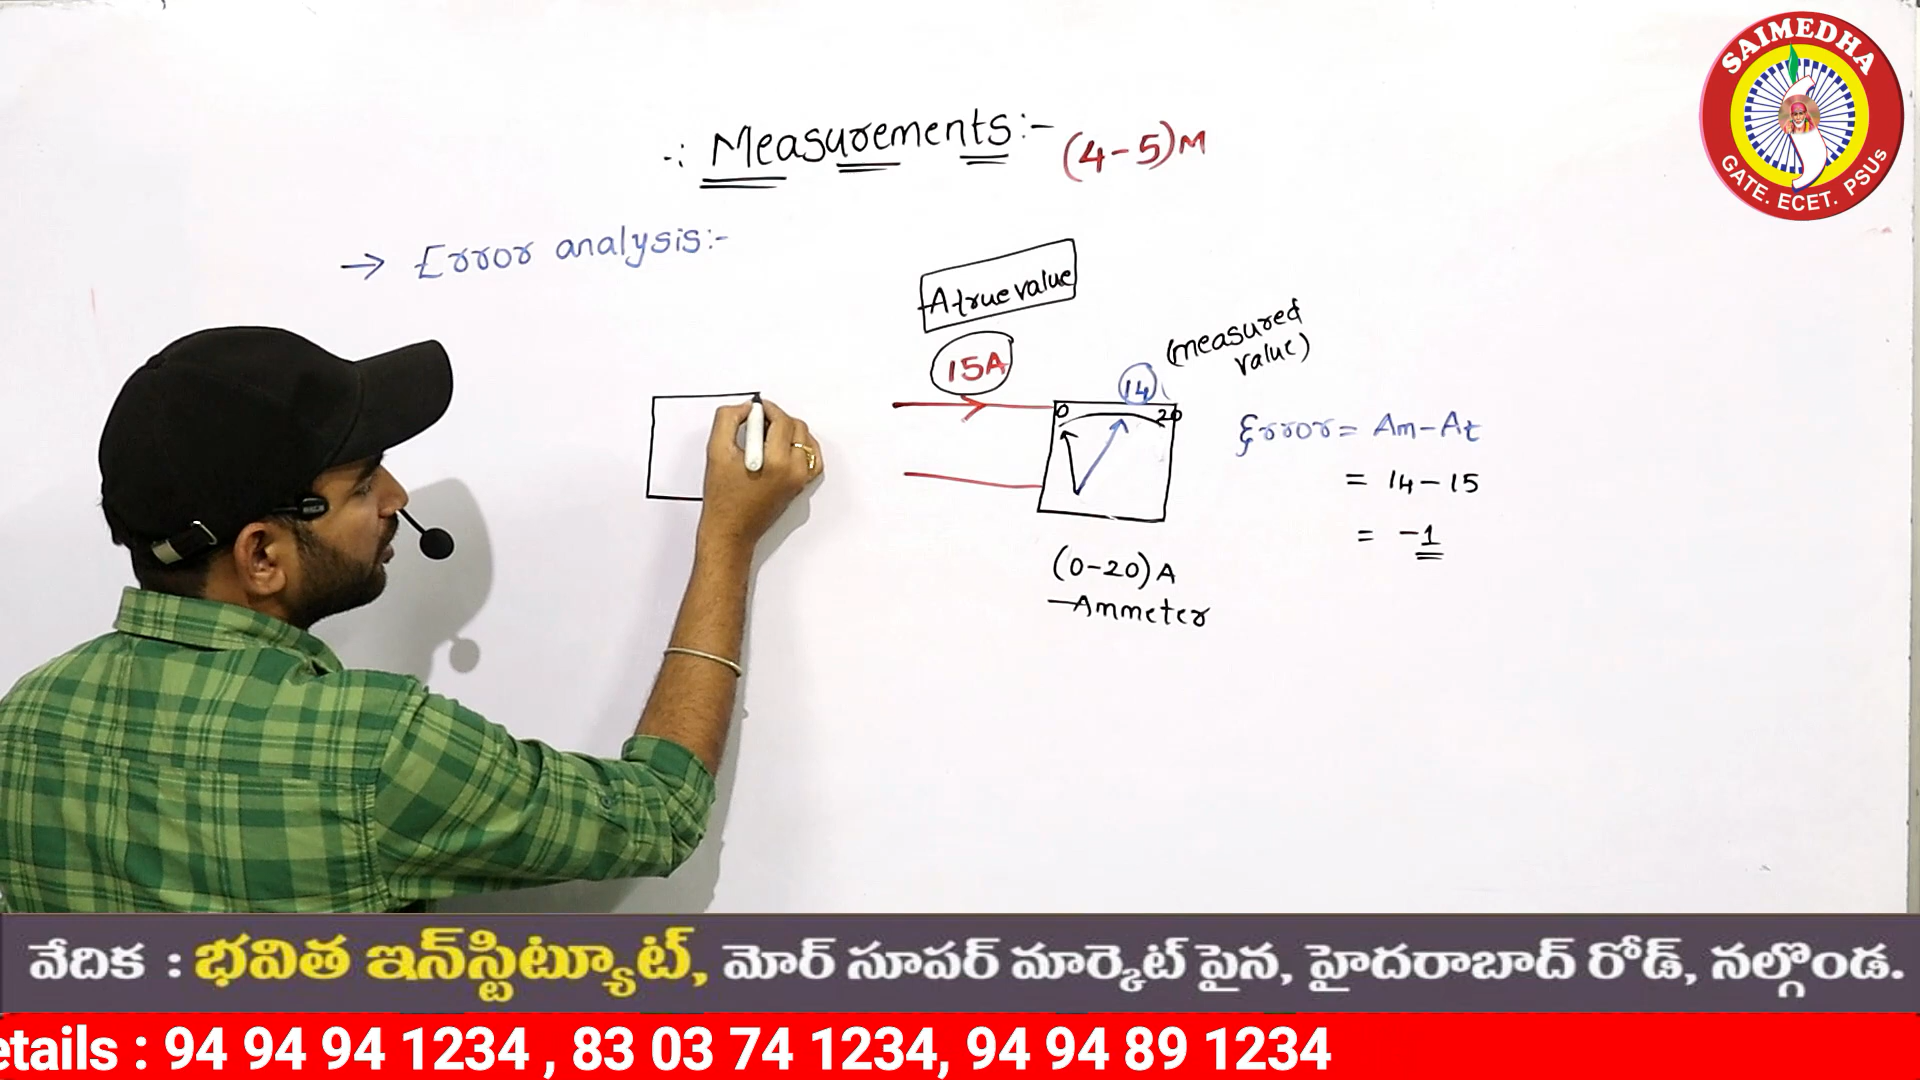 SAIMEDHA
GATE. ECET. PSUs
∴ Measurements:- (4-5)M
→ Error analysis:-
A true value
15A
(measured
value)
14
0 20
Error = Am - At
= 14 - 15
= -1
(0-20) A
Ammeter
వేదిక : భవిత ఇన్‌స్టిట్యూట్, మోర్ సూపర్ మార్కెట్ పైన, హైదరాబాద్ రోడ్, నల్గొండ.
etails : 94 94 94 1234 , 83 03 74 1234, 94 94 89 1234